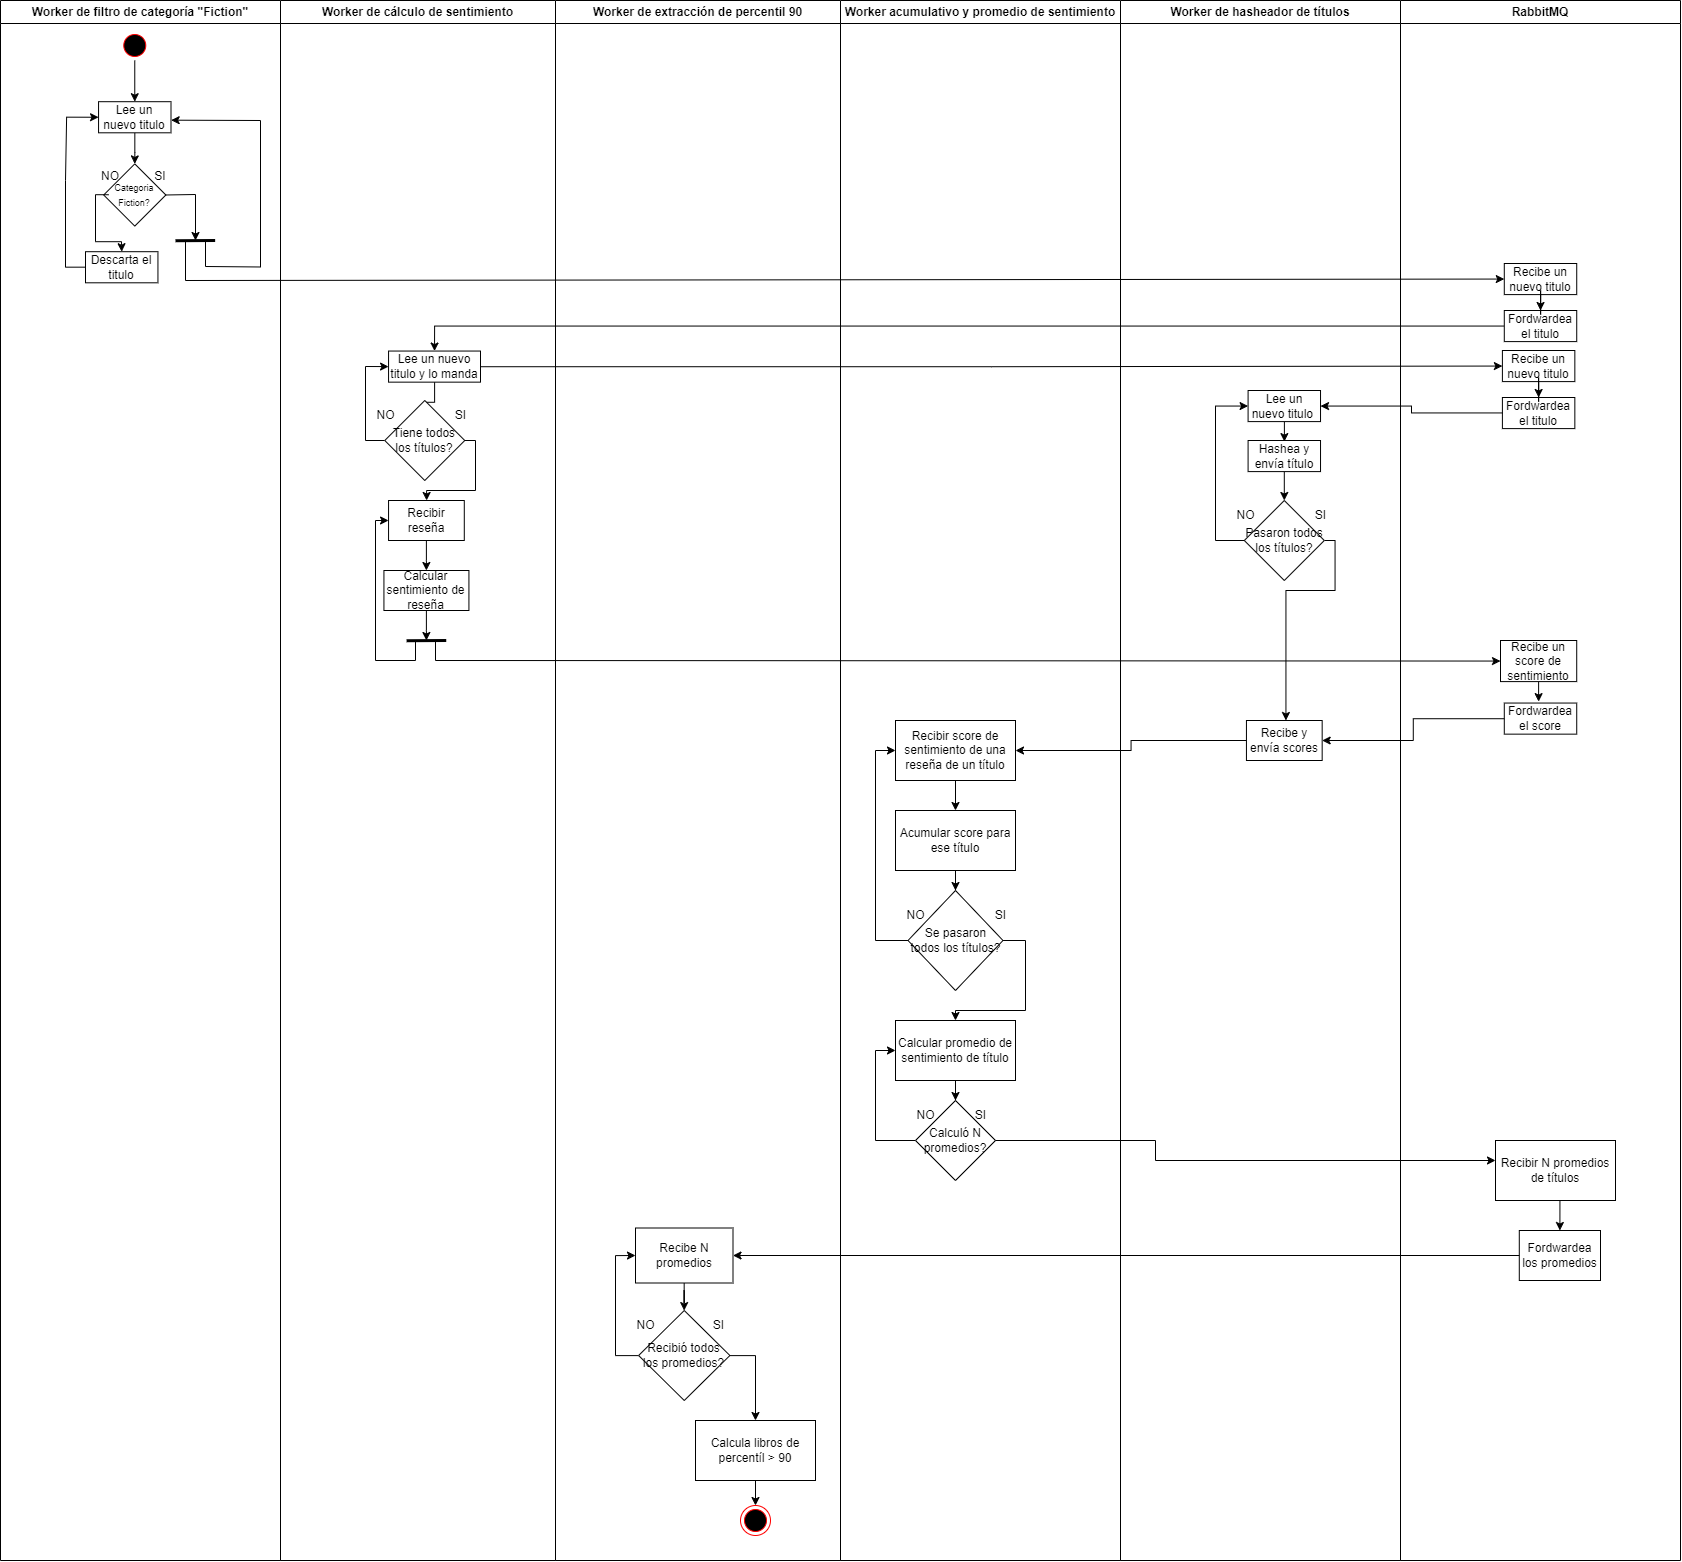 Worker de filtro de categoría "Fiction"
Worker de cálculo de sentimiento
Worker de extracción de percentil 90
Worker acumulativo y promedio de sentimiento
Worker de hasheador de títulos
RabbitMQ
Lee un
nuevo titulo
NO
SI
Categoria
Fiction?
Descarta el
titulo
Recibe un
nuevo titulo
Fordwardea
el titulo
Lee un nuevo
titulo y lo manda
Recibe un
nuevo titulo
Fordwardea
el titulo
Lee un
nuevo titulo
NO
SI
Tiene todos
los títulos?
Hashea y
envía título
Recibir
reseña
NO
SI
Pasaron todos
los títulos?
Calcular
sentimiento de
reseña
Recibe un
score de
sentimiento
Fordwardea
el score
Recibir score de
sentimiento de una
reseña de un título
Recibe y
envía scores
Acumular score para
ese título
NO
SI
Se pasaron
todos los títulos?
Calcular promedio de
sentimiento de título
NO
SI
Calculó N
promedios?
Recibir N promedios
de títulos
Recibe N
promedios
Fordwardea
los promedios
NO
SI
Recibió todos
los promedios?
Calcula libros de
percentíl > 90